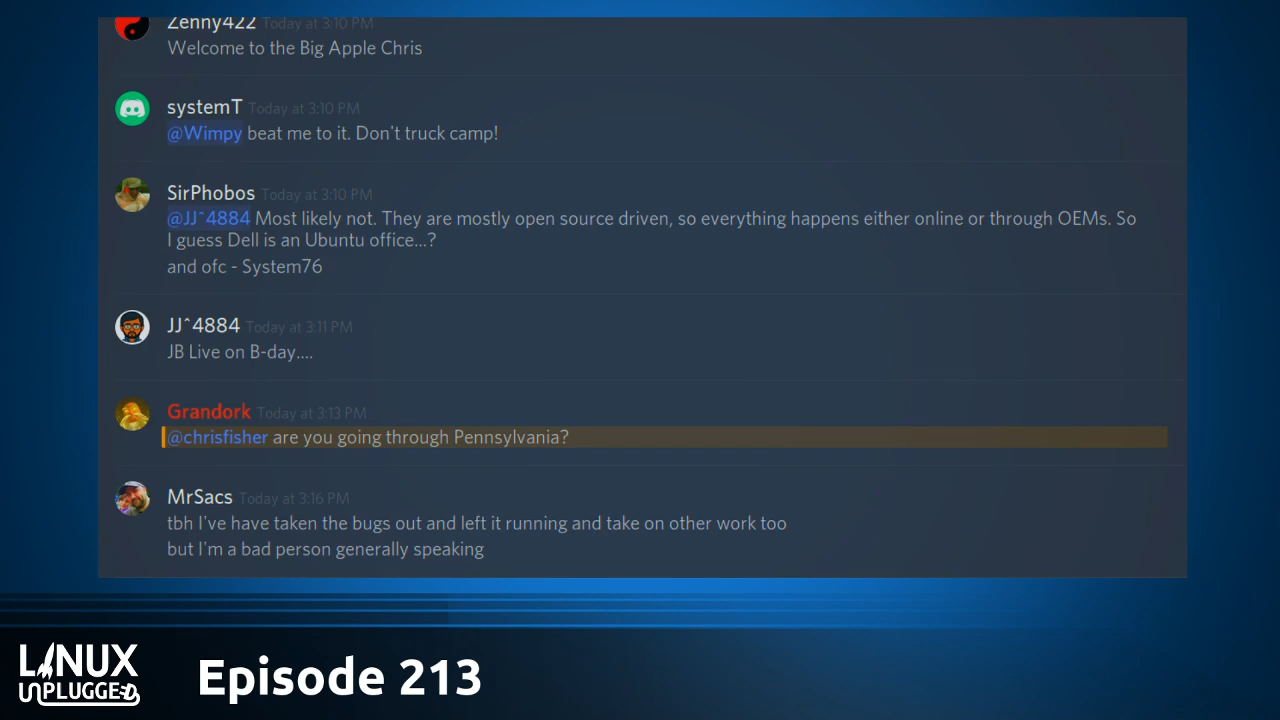 Zenny422 Today at 3:10 PM
Welcome to the Big Apple Chris
systemT Today at 3:10 PM
@Wimpy beat me to it. Don't truck camp!
SirPhobos Today at 3:10 PM
@JJ^4884 Most likely not. They are mostly open source driven, so everything happens either online or through OEMs. So
I guess Dell is an Ubuntu office...?
and ofc - System76
JJ^4884 Today at 3:11 PM
JB Live on B-day....
Grandork Today at 3:13 PM
@chrisfisher are you going through Pennsylvania?
MrSacs Today at 3:16 PM
tbh I've have taken the bugs out and left it running and take on other work too
but I'm a bad person generally speaking
LINUX
UNPLUGGED
Episode 213